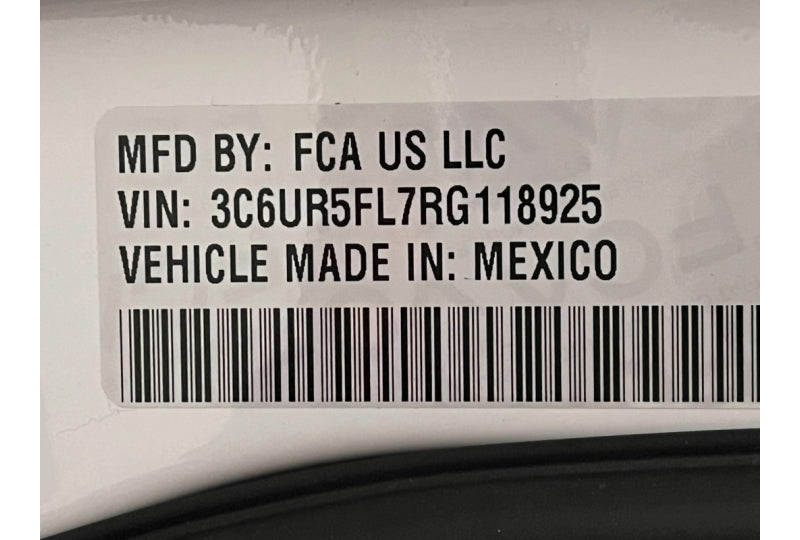 MFD BY: FCA US LLC
VIN: 3C6UR5FL7RG118925
VEHICLE MADE IN: MEXICO